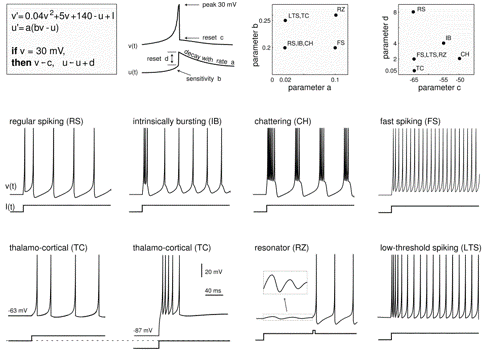 v'= 0.04v²+5v+140 -u+I
u'= a(bv - u)
if v = 30 mV,
then v←c, u←u+d
peak 30 mV
v(t)
reset c
reset d
decay with rate a
u(t)
sensitivity b
parameter b
0.25
0.2
LTS,TC
RZ
RS,IB,CH
FS
0.02
0.1
parameter a
parameter d
8
4
2
0.05
RS
IB
FS,LTS,RZ
CH
TC
-65
-55
-50
parameter c
regular spiking (RS)
intrinsically bursting (IB)
chattering (CH)
fast spiking (FS)
v(t)
I(t)
thalamo-cortical (TC)
thalamo-cortical (TC)
resonator (RZ)
low-threshold spiking (LTS)
20 mV
40 ms
-63 mV
-87 mV